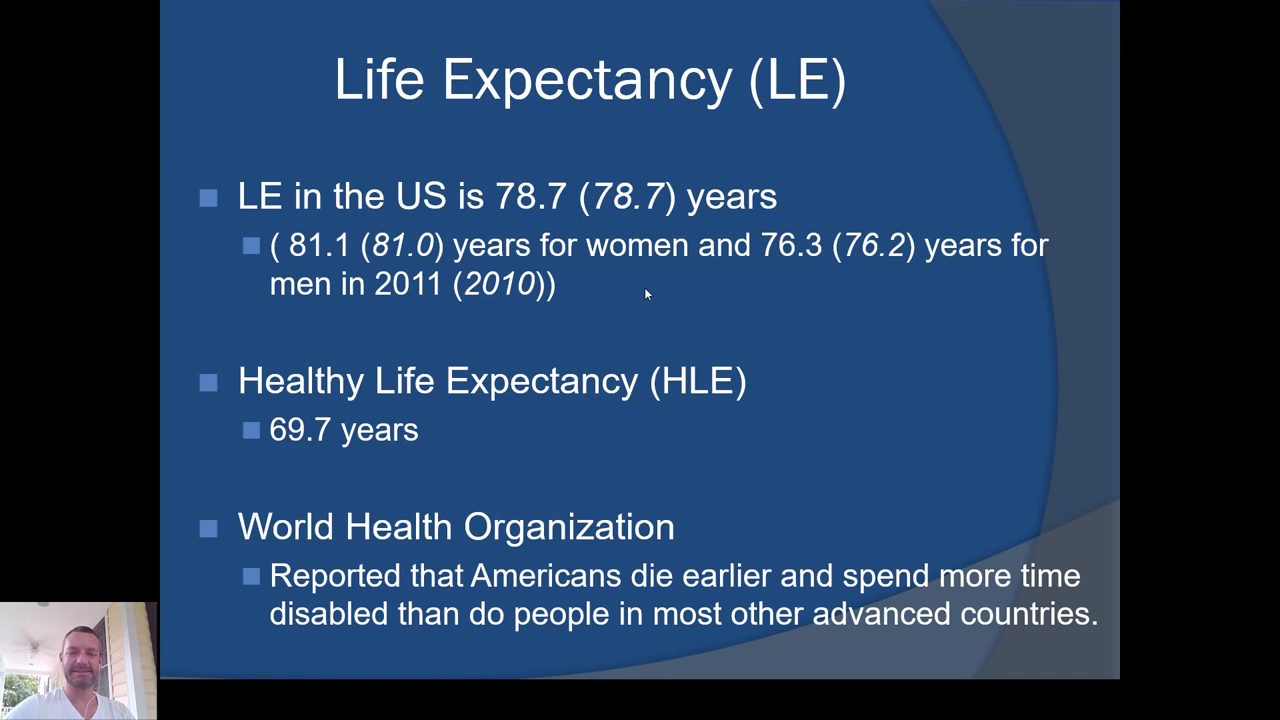 Life Expectancy (LE)
LE in the US is 78.7 (78.7) years
( 81.1 (81.0) years for women and 76.3 (76.2) years for
men in 2011 (2010))
Healthy Life Expectancy (HLE)
69.7 years
World Health Organization
Reported that Americans die earlier and spend more time
disabled than do people in most other advanced countries.